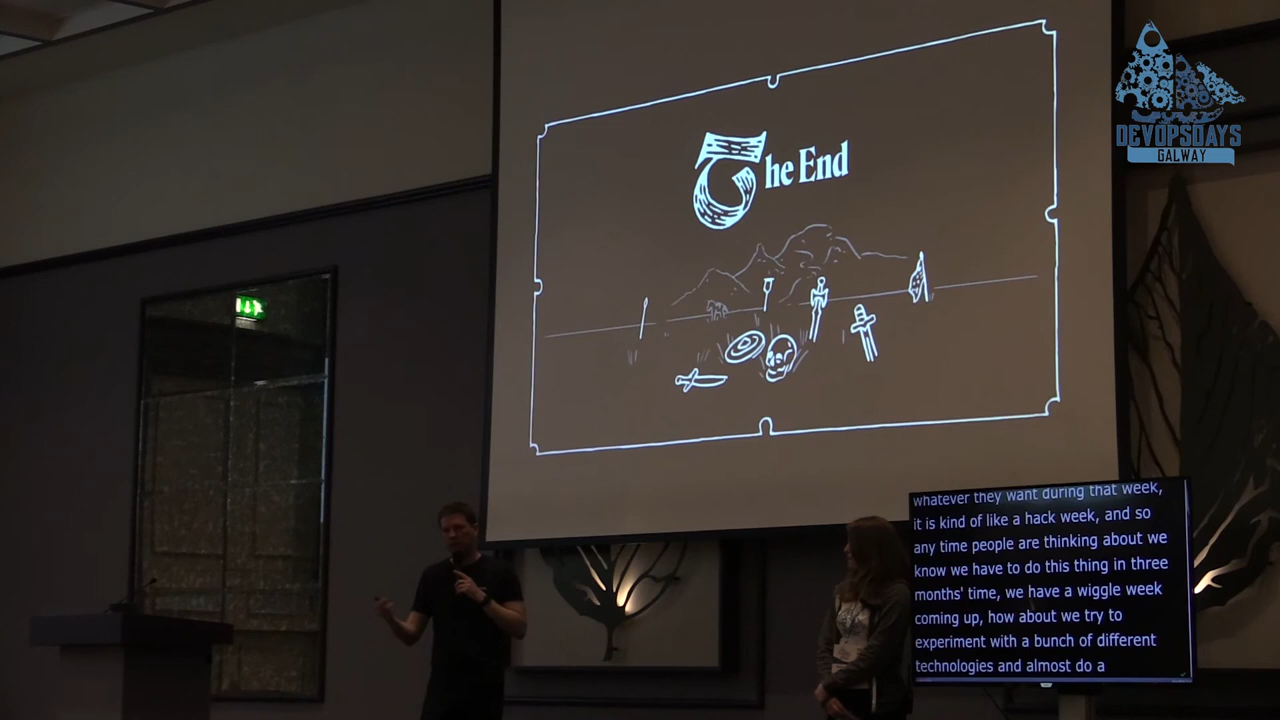 The End
DEVOPSDAYS
GALWAY
whatever they want during that week,
it is kind of like a hack week, and so
any time people are thinking about we
know we have to do this thing in three
months' time, we have a wiggle week
coming up, how about we try to
experiment with a bunch of different
technologies and almost do a